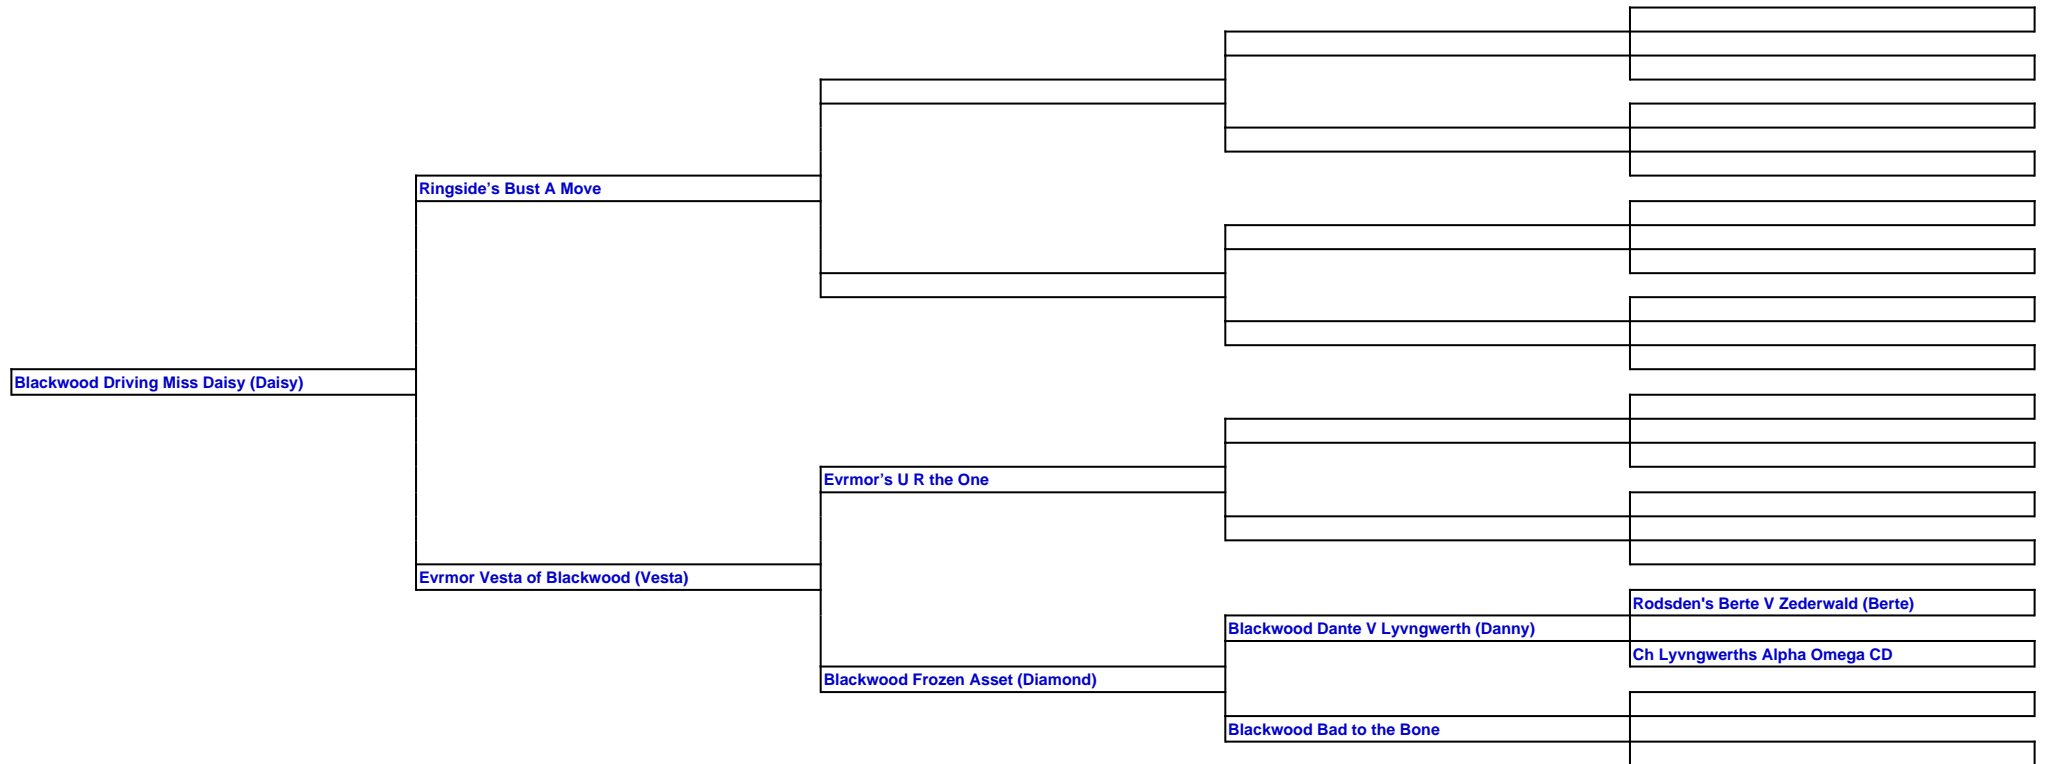 Ringside’s Bust A Move
Blackwood Driving Miss Daisy (Daisy)
Evrmor’s U R the One
Evrmor Vesta of Blackwood (Vesta)
Rodsden's Berte V Zederwald (Berte)
Blackwood Dante V Lyvngwerth (Danny)
Ch Lyvngwerths Alpha Omega CD
Blackwood Frozen Asset (Diamond)
Blackwood Bad to the Bone